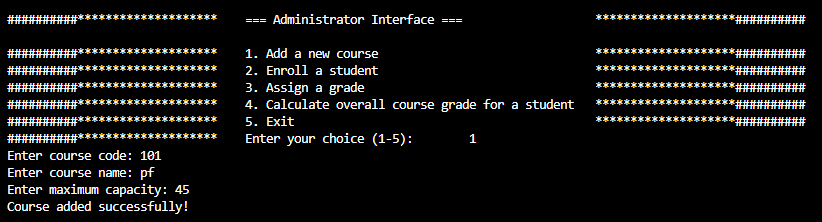 ##########********************    === Administrator Interface ===                   ********************##########
##########********************    1. Add a new course                               ********************##########
##########********************    2. Enroll a student                               ********************##########
##########********************    3. Assign a grade                                 ********************##########
##########********************    4. Calculate overall course grade for a student   ********************##########
##########********************    5. Exit                                           ********************##########
##########********************    Enter your choice (1-5):        1
Enter course code: 101
Enter course name: pf
Enter maximum capacity: 45
Course added successfully!